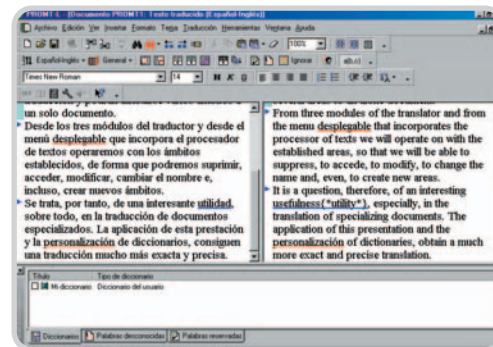 PROMT-L - [Documento PROMT1: Texto traducido (Español-Inglés)]
Archivo Edición Ver Insertar Formato Tega Traducción Herramientas Ventana Ayuda
100%
Español-Inglés General Ignorar a(b,c)
Times New Roman 14 N K S
un solo documento.
Desde los tres módulos del traductor y desde el
menú desplegable que incorpora el procesador
de textos operaremos con los ámbitos
establecidos, de forma que podremos suprimir,
acceder, modificar, cambiar el nombre e,
incluso, crear nuevos ámbitos.
Se trata, por tanto, de una interesante utilidad,
sobre todo, en la traducción de documentos
especializados. La aplicación de esta prestación
y la personalización de diccionarios, consiguen
una traducción mucho más exacta y precisa.
From three modules of the translator and from
the menu desplegable that incorporates the
processor of texts we will operate on with the
established areas, so that we will be able to
suppress, to accede, to modify, to change the
name and, even, to create new areas.
It is a question, therefore, of an interesting
usefulness{*utility*}, especially, in the
translation of specializing documents. The
application of this presentation and the
personalización of dictionaries, obtain a much
more exact and precise translation.
Título Tipo de diccionario
Mi diccionario Diccionario del usuario
Diccionarios Palabras desconocidas Palabras reservadas